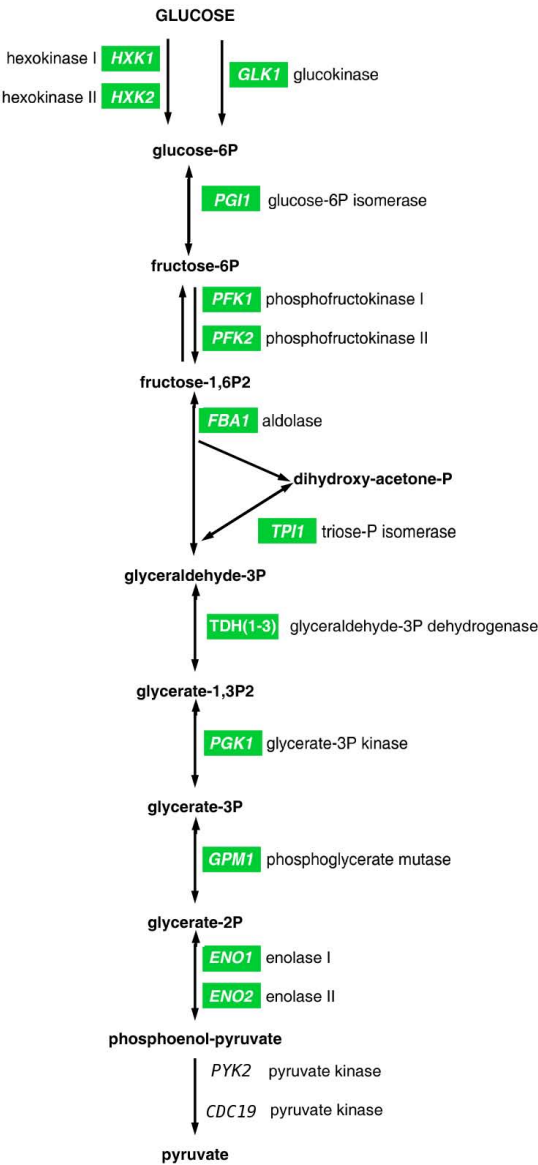 GLUCOSE
hexokinase I HXK1
GLK1 glucokinase
hexokinase II HXK2
glucose-6P
PGI1 glucose-6P isomerase
fructose-6P
PFK1 phosphofructokinase I
PFK2 phosphofructokinase II
fructose-1,6P2
FBA1 aldolase
dihydroxy-acetone-P
TPI1 triose-P isomerase
glyceraldehyde-3P
TDH(1-3) glyceraldehyde-3P dehydrogenase
glycerate-1,3P2
PGK1 glycerate-3P kinase
glycerate-3P
GPM1 phosphoglycerate mutase
glycerate-2P
ENO1 enolase I
ENO2 enolase II
phosphoenol-pyruvate
PYK2 pyruvate kinase
CDC19 pyruvate kinase
pyruvate